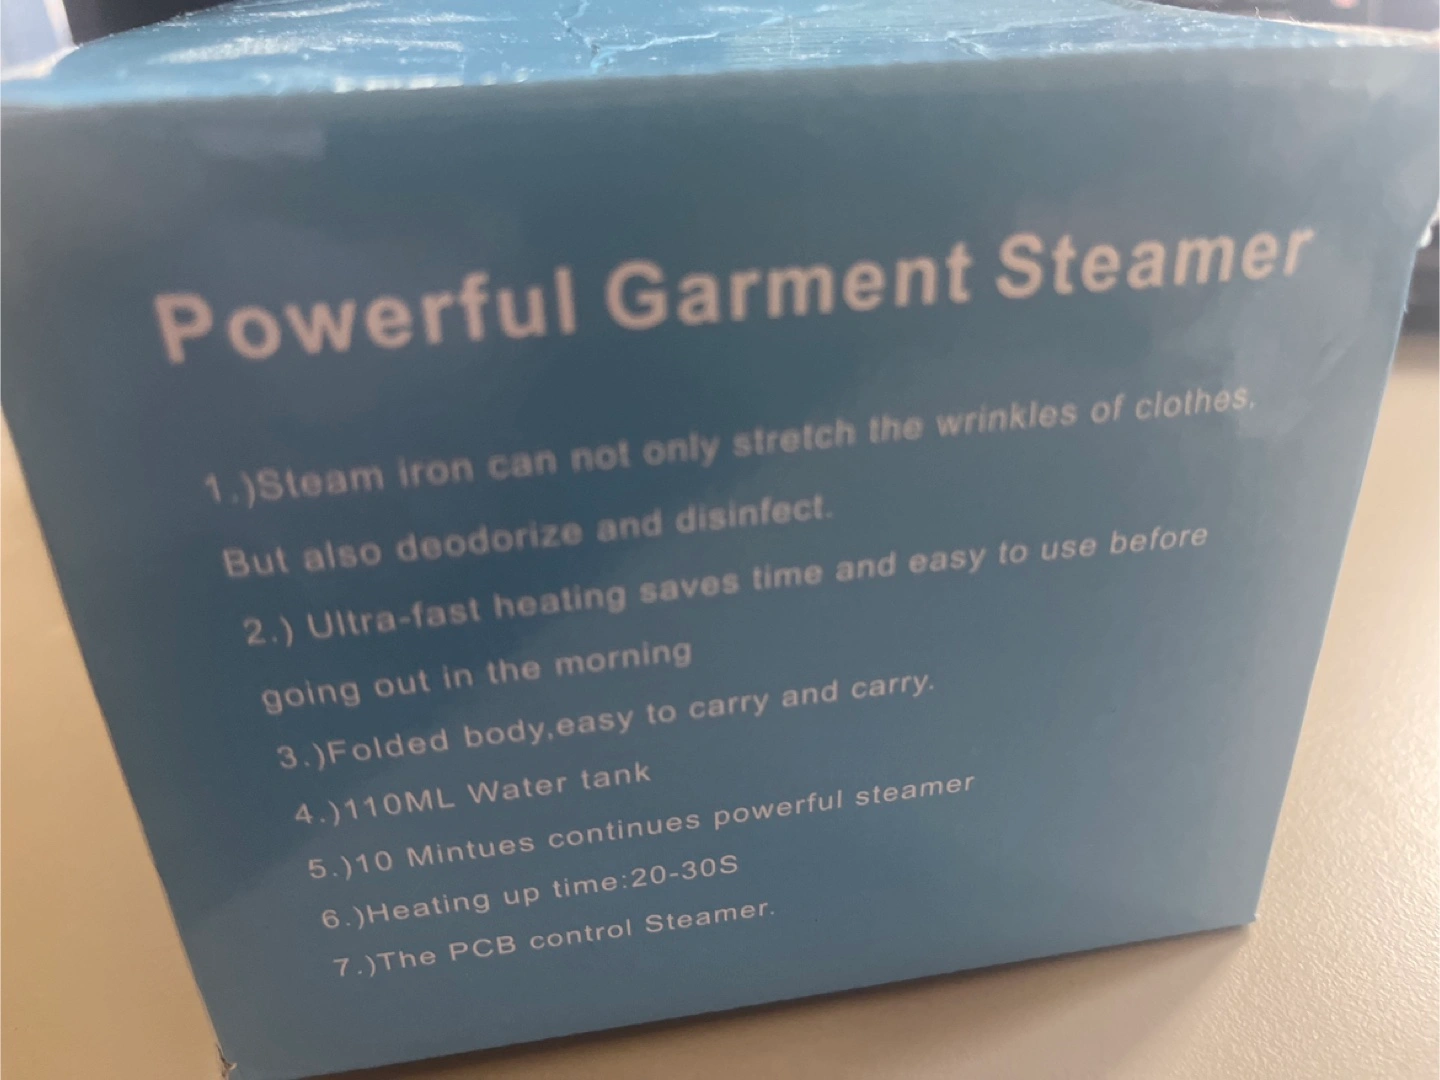 Powerful Garment Steamer
1.)Steam iron can not only stretch the wrinkles of clothes.
But also deodorize and disinfect.
2.) Ultra-fast heating saves time and easy to use before
going out in the morning
3.)Folded body,easy to carry and carry.
4.)110ML Water tank
5.)10 Mintues continues powerful steamer
6.)Heating up time:20-30S
7.)The PCB control Steamer.